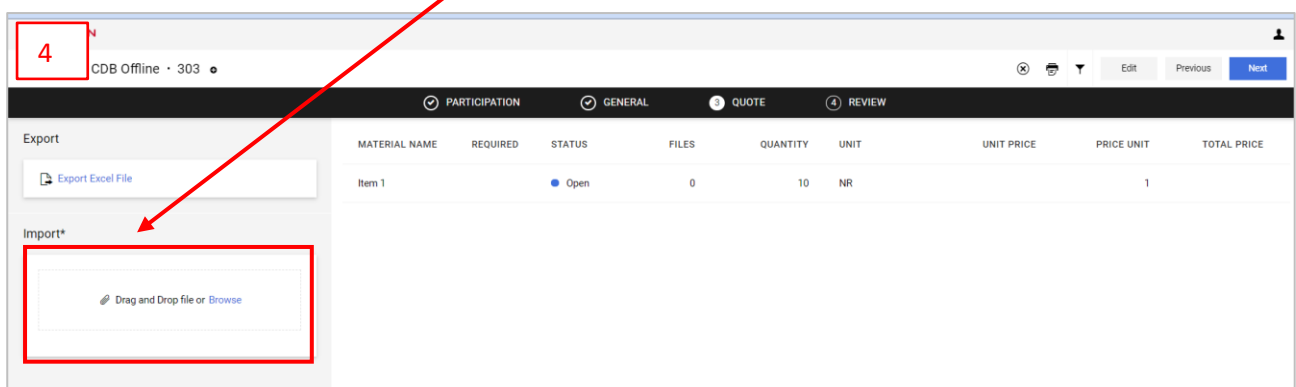 4
N
CDB Offline · 303
Edit Previous Next
PARTICIPATION GENERAL 3 QUOTE 4 REVIEW
Export
Export Excel File
Import*
Drag and Drop file or Browse
MATERIAL NAME REQUIRED STATUS FILES QUANTITY UNIT UNIT PRICE PRICE UNIT TOTAL PRICE
Item 1 Open 0 10 NR 1